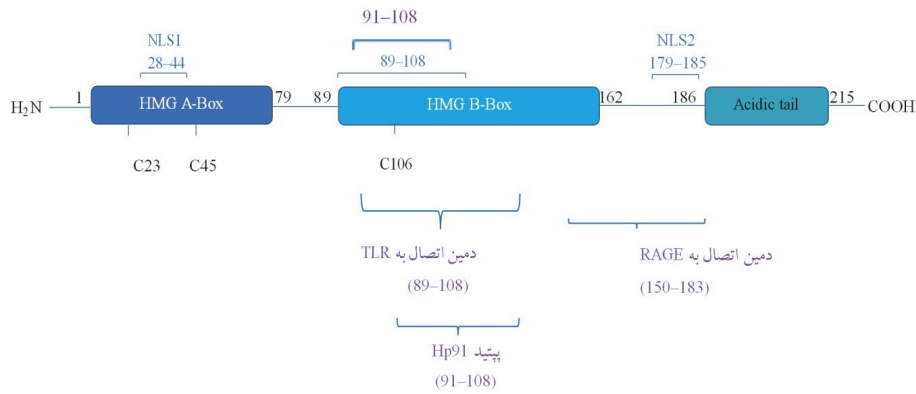 91–108
NLS1
28–44
89–108
NLS2
179–185
H₂N
1
HMG A-Box
79
89
HMG B-Box
162
186
Acidic tail
215
COOH
C23
C45
C106
دمین اتصال به TLR
(89–108)
دمین اتصال به RAGE
(150–183)
پپتید Hp91
(91–108)